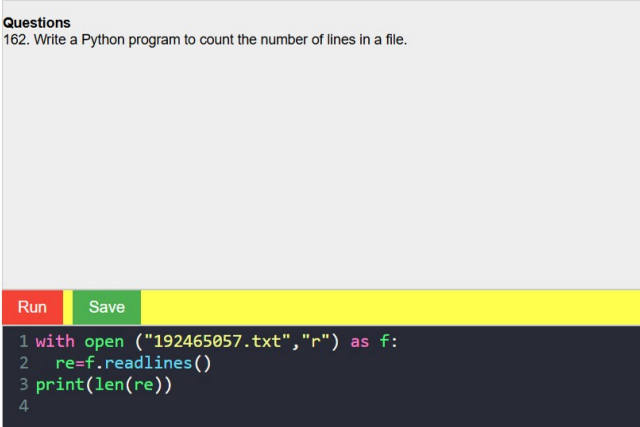 Questions
162. Write a Python program to count the number of lines in a file.
Run Save
1 with open ("192465057.txt","r") as f:
2   re=f.readlines()
3 print(len(re))
4